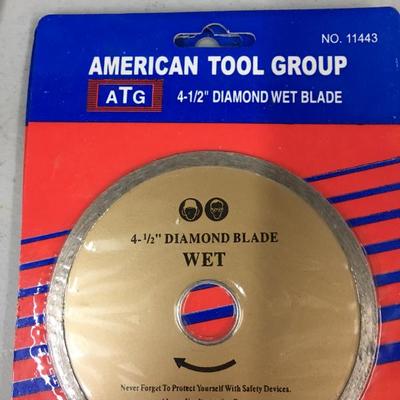 NO. 11443
AMERICAN TOOL GROUP
ATG
4-1/2" DIAMOND WET BLADE
4-½" DIAMOND BLADE
WET
Never Forget To Protect Yourself With Safety Devices.